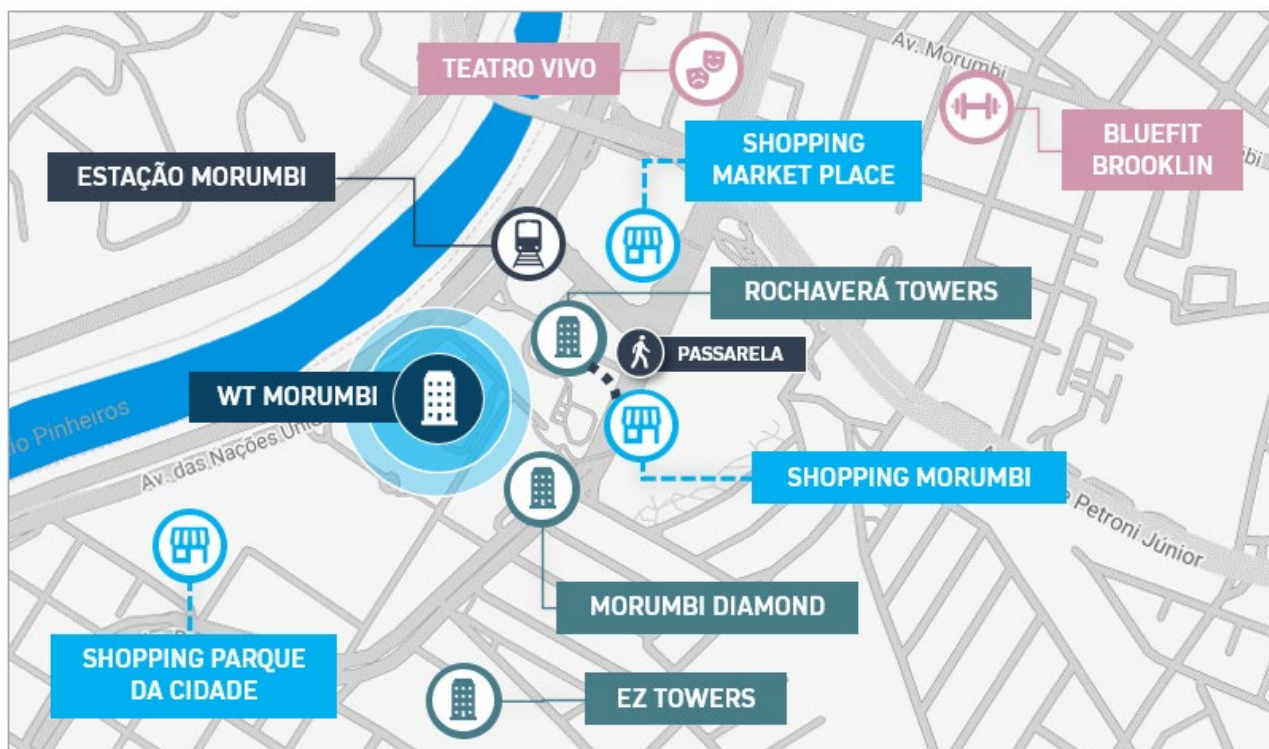 TEATRO VIVO
Av. Morumbi
BLUEFIT
BROOKLIN
SHOPPING
MARKET PLACE
ESTAÇÃO MORUMBI
ROCHAVERÁ TOWERS
PASSARELA
WT MORUMBI
Pinheiros
Av. das Nações
SHOPPING MORUMBI
Petroni Júnior
MORUMBI DIAMOND
SHOPPING PARQUE
DA CIDADE
EZ TOWERS